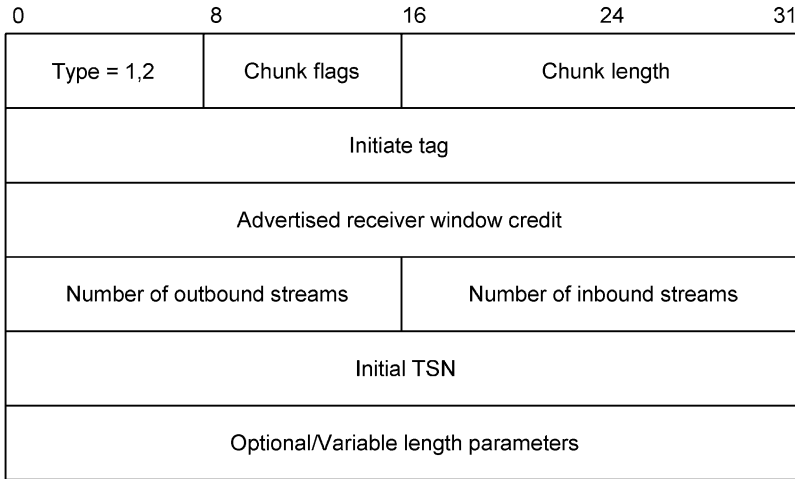 0 8 16 24 31
Type = 1,2 Chunk flags Chunk length
Initiate tag
Advertised receiver window credit
Number of outbound streams Number of inbound streams
Initial TSN
Optional/Variable length parameters